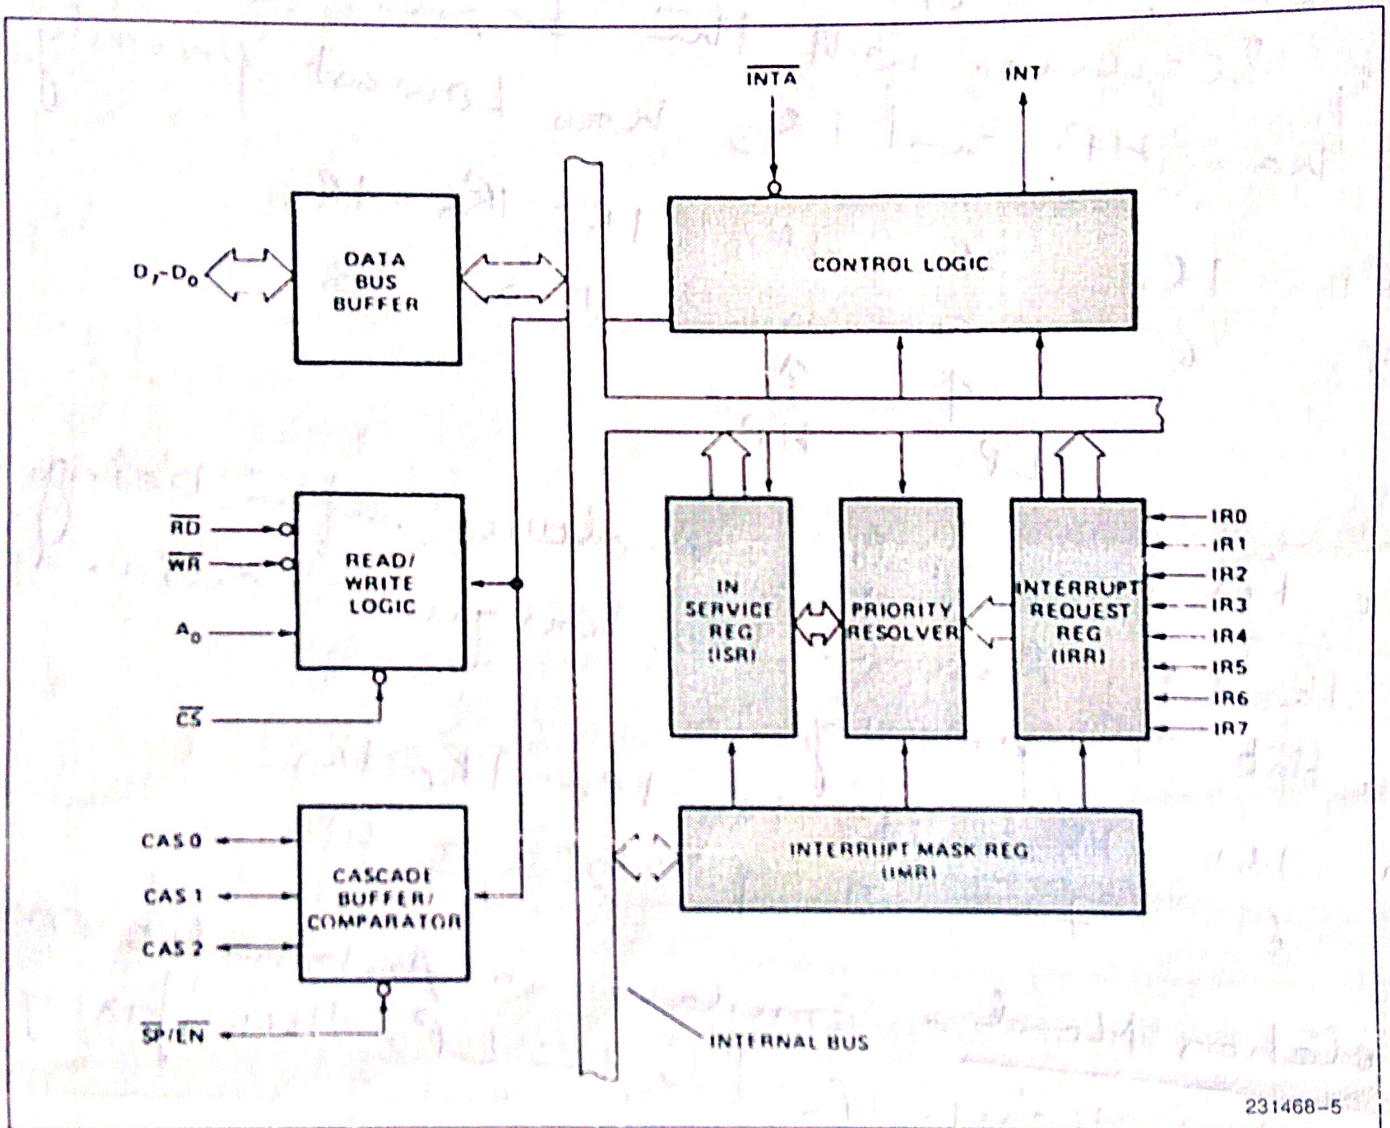 INTA
INT
D7-D0
DATA
BUS
BUFFER
CONTROL LOGIC
RD
WR
A0
CS
READ/
WRITE
LOGIC
IN
SERVICE
REG
(ISR)
PRIORITY
RESOLVER
INTERRUPT
REQUEST
REG
(IRR)
IR0
IR1
IR2
IR3
IR4
IR5
IR6
IR7
CAS 0
CAS 1
CAS 2
CASCADE
BUFFER/
COMPARATOR
SP/EN
INTERRUPT MASK REG
(IMR)
INTERNAL BUS
231468-5